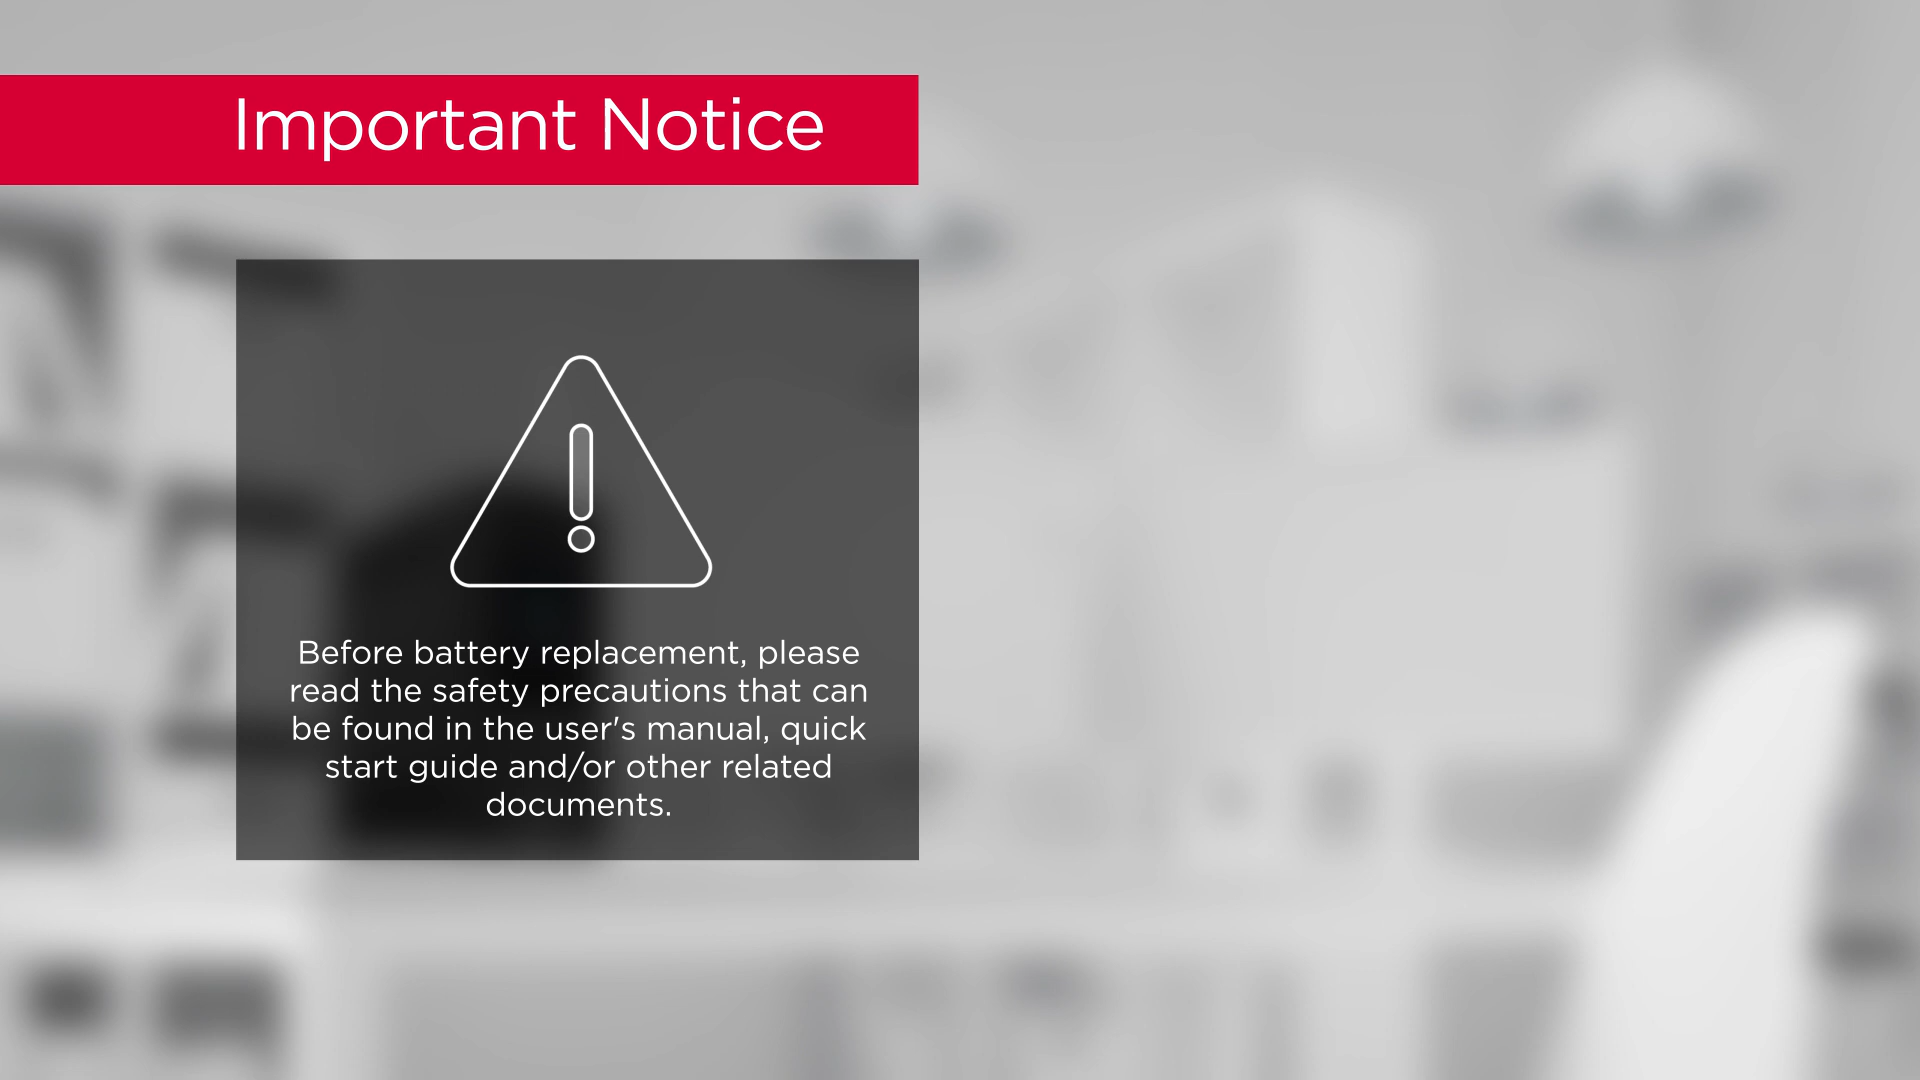 Important Notice
Before battery replacement, please
read the safety precautions that can
be found in the user's manual, quick
start guide and/or other related
documents.